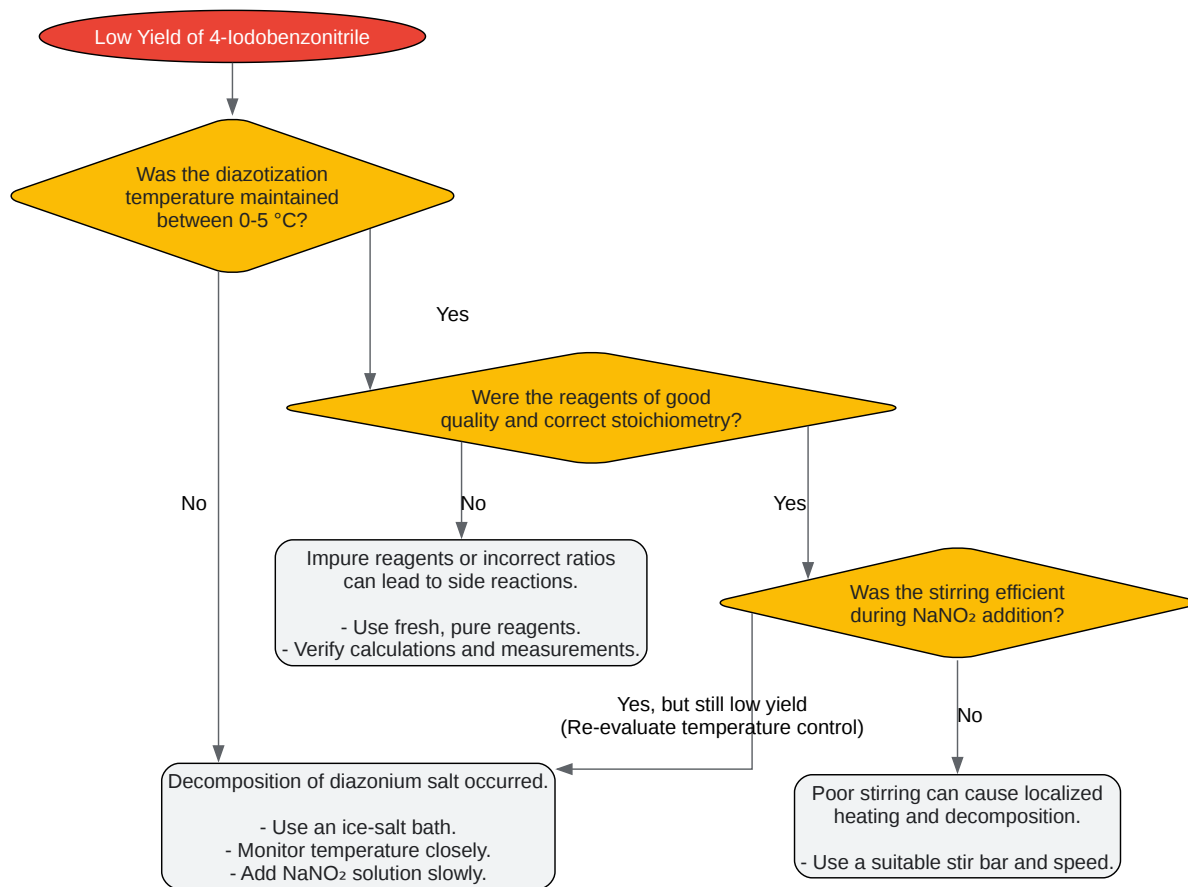 Low Yield of 4-Iodobenzonitrile
Was the diazotization
temperature maintained
between 0-5 °C?
Yes
Were the reagents of good
quality and correct stoichiometry?
No
No
Yes
Impure reagents or incorrect ratios
can lead to side reactions.
- Use fresh, pure reagents.
- Verify calculations and measurements.
Was the stirring efficient
during NaNO₂ addition?
Yes, but still low yield
(Re-evaluate temperature control)
No
Decomposition of diazonium salt occurred.
- Use an ice-salt bath.
- Monitor temperature closely.
- Add NaNO₂ solution slowly.
Poor stirring can cause localized
heating and decomposition.
- Use a suitable stir bar and speed.